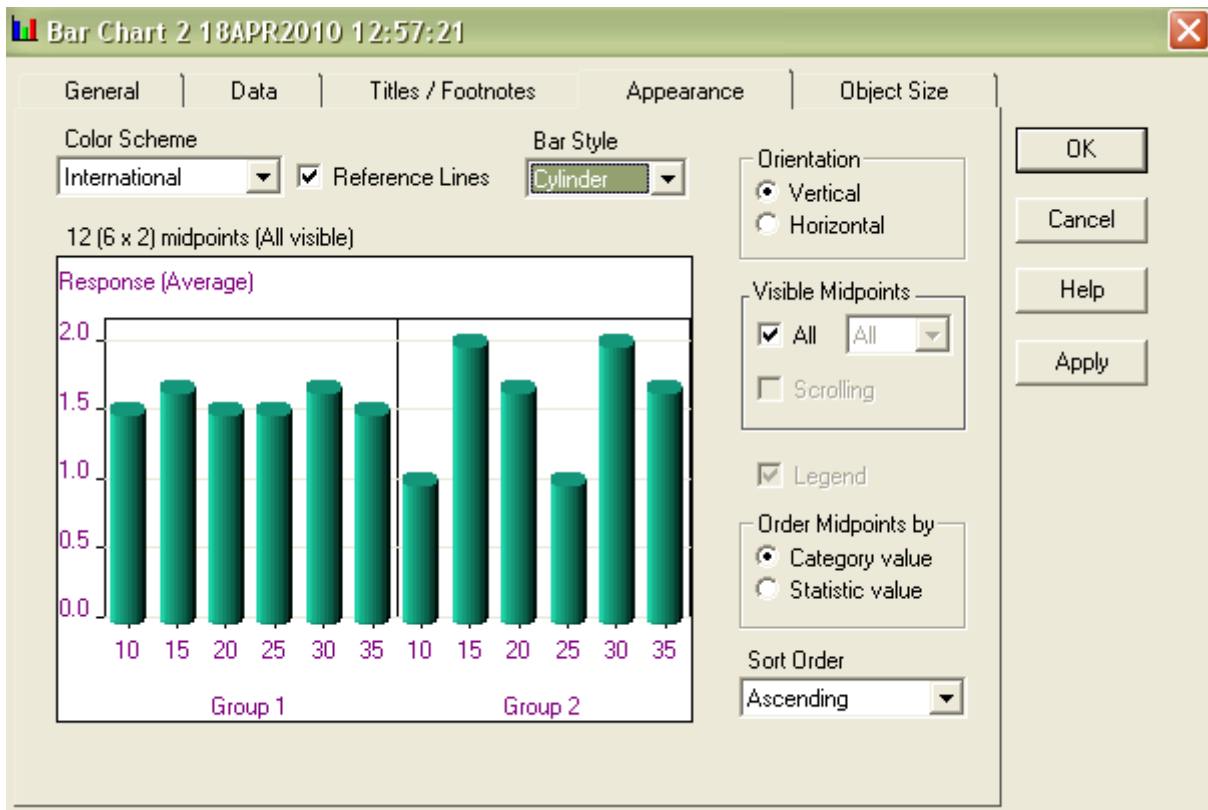 Bar Chart 2 18APR2010 12:57:21
General Data Titles / Footnotes Appearance Object Size
Color Scheme
International
Reference Lines
Bar Style
Cylinder
12 (6 x 2) midpoints (All visible)
Response (Average)
2.0
1.5
1.0
0.5
0.0
10 15 20 25 30 35 10 15 20 25 30 35
Group 1 Group 2
Orientation
Vertical
Horizontal
Visible Midpoints
All All
Scrolling
Legend
Order Midpoints by
Category value
Statistic value
Sort Order
Ascending
OK
Cancel
Help
Apply